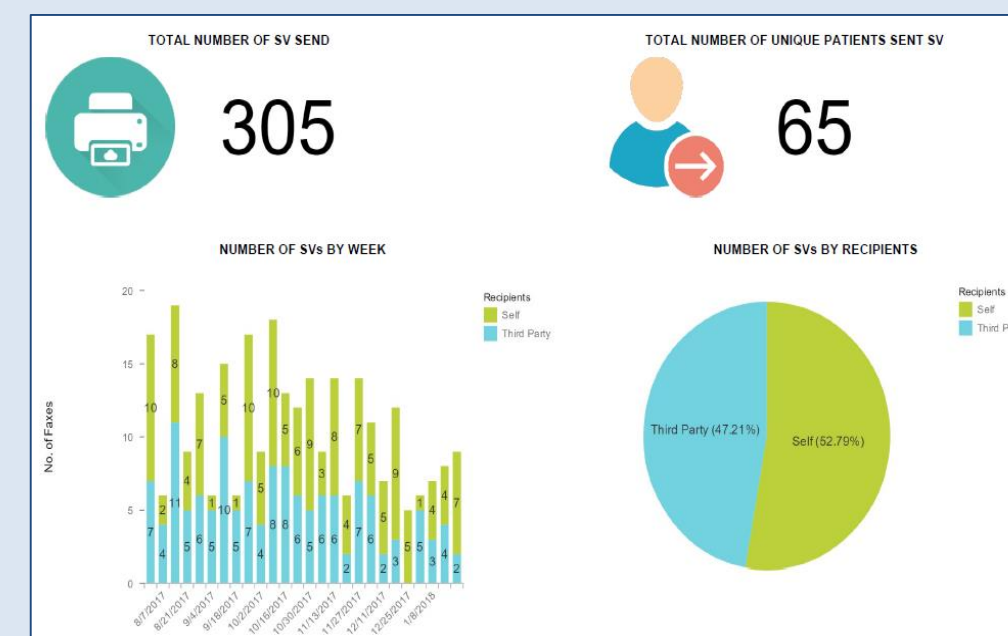 TOTAL NUMBER OF SV SEND
305
TOTAL NUMBER OF UNIQUE PATIENTS SENT SV
65
NUMBER OF SVs BY WEEK
No. of Faxes
20
15
10
5
0
10 2 8 4 7 1 5 1 10 5 10 5 6 9 3 8 4 7 5 5 9 5 1 4 4 7
7 4 11 5 6 5 10 5 7 4 8 8 6 5 6 6 2 7 6 2 3 5 3 4 2
8/7/2017 8/21/2017 9/4/2017 9/18/2017 10/2/2017 10/16/2017 10/30/2017 11/13/2017 11/27/2017 12/11/2017 12/25/2017 1/8/2018
Recipients
Self
Third Party
NUMBER OF SVs BY RECIPIENTS
Third Party (47.21%)
Self (52.79%)
Recipients
Self
Third P